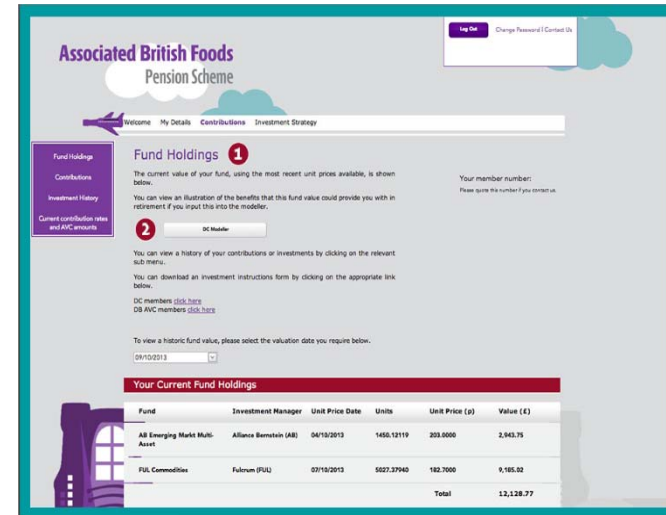 Associated British Foods
Pension Scheme
Log Out
Change Password | Contact Us
Welcome My Details Contributions Investment Strategy
Fund Holdings
Contributions
Investment History
Current contribution rates
and AVC amounts
Fund Holdings 1
The current value of your fund, using the most recent unit prices available, is shown
below.
You can view an illustration of the benefits that this fund value could provide you with in
retirement if you input this into the modeller.
Your member number:
Please quote this number if you contact us.
2 DC Modeller
You can view a history of your contributions or investments by clicking on the relevant
sub menu.
You can download an investment instructions form by clicking on the appropriate link
below.
DC members click here
DB AVC members click here
To view a historic fund value, please select the valuation date you require below.
09/10/2013
Your Current Fund Holdings
Fund Investment Manager Unit Price Date Units Unit Price (p) Value (£)
AB Emerging Markt Multi-
Asset Alliance Bernstein (AB) 04/10/2013 1450.12119 203.0000 2,943.75
FUL Commodities Fulcrum (FUL) 07/10/2013 5027.37940 182.7000 9,185.02
Total 12,128.77